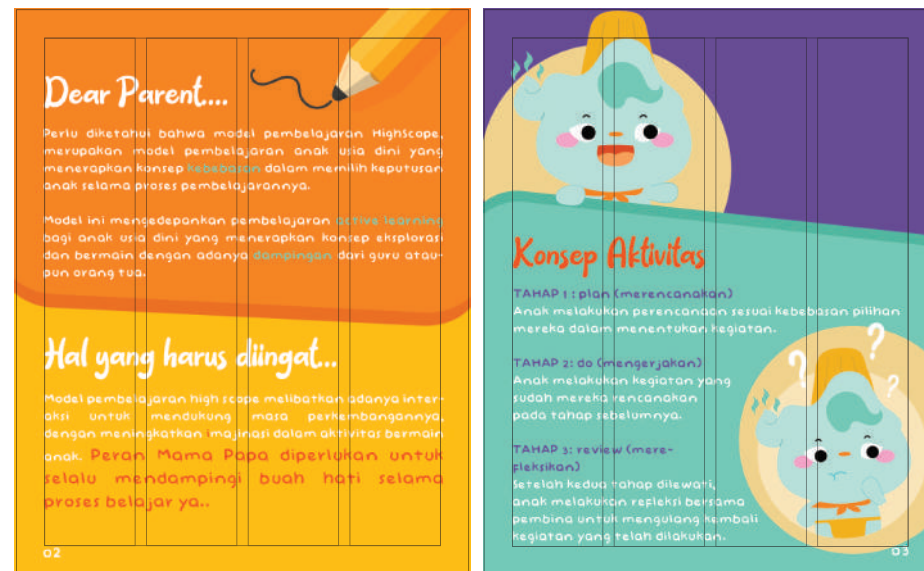 Dear Parent....
Perlu diketahui bahwa model pembelajaran HighScope,
merupakan model pembelajaran anak usia dini yang
menerapkan konsep kebebasan dalam memilih keputusan
anak selama proses pembelajarannya.
Model ini mengedepankan pembelajaran active learning
bagi anak usia dini yang menerapkan konsep eksplorasi
dan bermain dengan adanya dampingan dari guru atau-
pun orang tua.
Hal yang harus diingat...
Model pembelajaran high scope melibatkan adanya inter-
aksi untuk mendukung masa perkembangannya,
dengan meningkatkan imajinasi dalam aktivitas bermain
anak. Peran Mama Papa diperlukan untuk
selalu mendampingi buah hati selama
proses belajar ya..
02
Konsep Aktivitas
TAHAP 1 : plan (merencanakan)
Anak melakukan perencanaan sesuai kebebasan pilihan
mereka dalam menentukan kegiatan.
TAHAP 2: do (mengerjakan)
Anak melakukan kegiatan yang
sudah mereka rencanakan
pada tahap sebelumnya.
TAHAP 3: review (mere-
fleksikan)
Setelah kedua tahap dilewati,
anak melakukan refleksi bersama
pembina untuk mengulang kembali
kegiatan yang telah dilakukan.
? ? ?
03